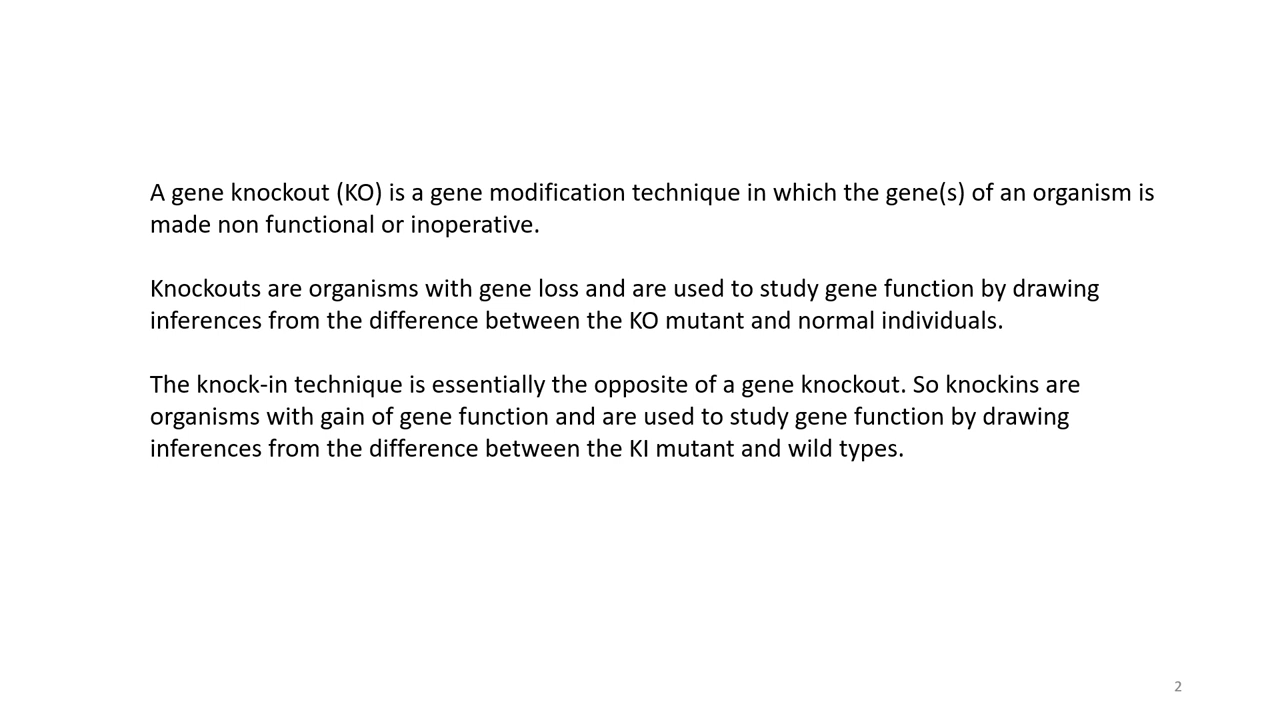 A gene knockout (KO) is a gene modification technique in which the gene(s) of an organism is
made non functional or inoperative.
Knockouts are organisms with gene loss and are used to study gene function by drawing
inferences from the difference between the KO mutant and normal individuals.
The knock-in technique is essentially the opposite of a gene knockout. So knockins are
organisms with gain of gene function and are used to study gene function by drawing
inferences from the difference between the KI mutant and wild types.
2